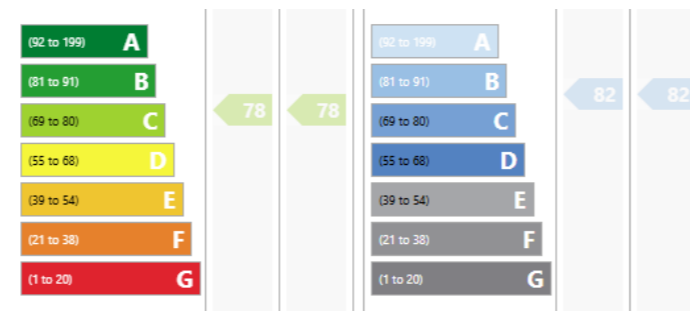 (92 to 199) A
(81 to 91) B
(69 to 80) C
(55 to 68) D
(39 to 54) E
(21 to 38) F
(1 to 20) G
78
78
(92 to 199) A
(81 to 91) B
(69 to 80) C
(55 to 68) D
(39 to 54) E
(21 to 38) F
(1 to 20) G
82
82